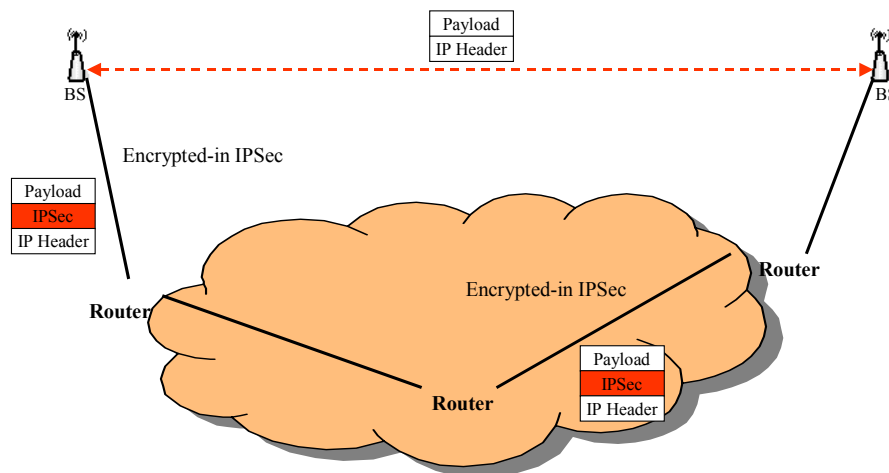 Payload
IP Header
BS
BS
Encrypted-in IPSec
Payload
IPSec
IP Header
Router
Encrypted-in IPSec
Router
Payload
IPSec
IP Header
Router